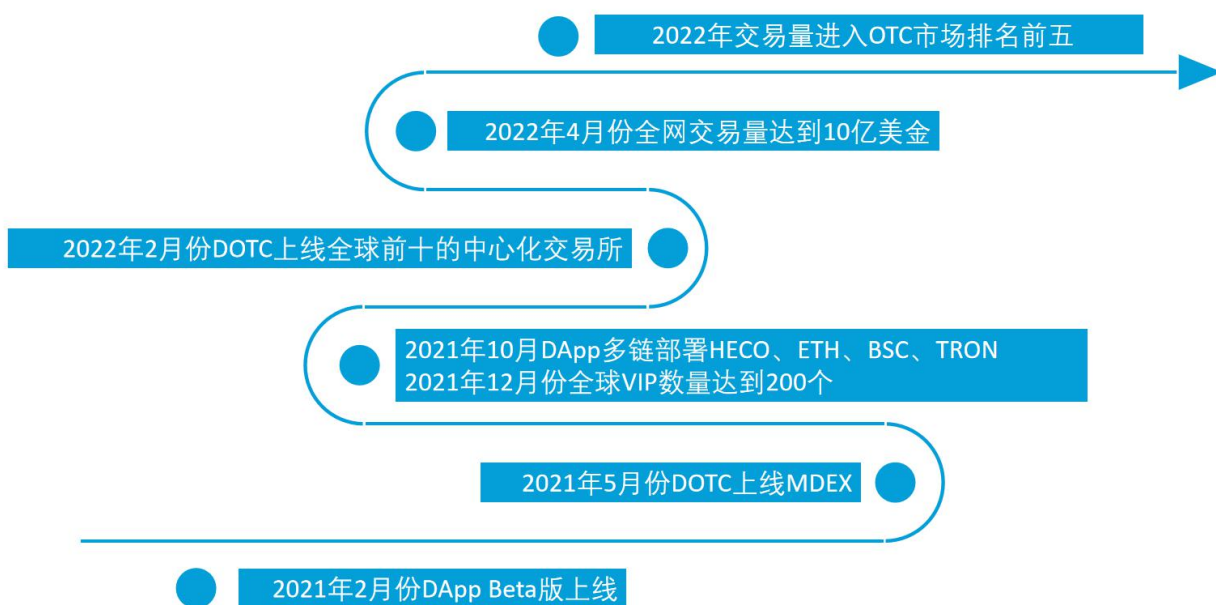 2022年交易量进入OTC市场排名前五
2022年4月份全网交易量达到10亿美金
2022年2月份DOTC上线全球前十的中心化交易所
2021年10月DApp多链部署HECO、ETH、BSC、TRON
2021年12月份全球VIP数量达到200个
2021年5月份DOTC上线MDEX
2021年2月份DApp Beta版上线